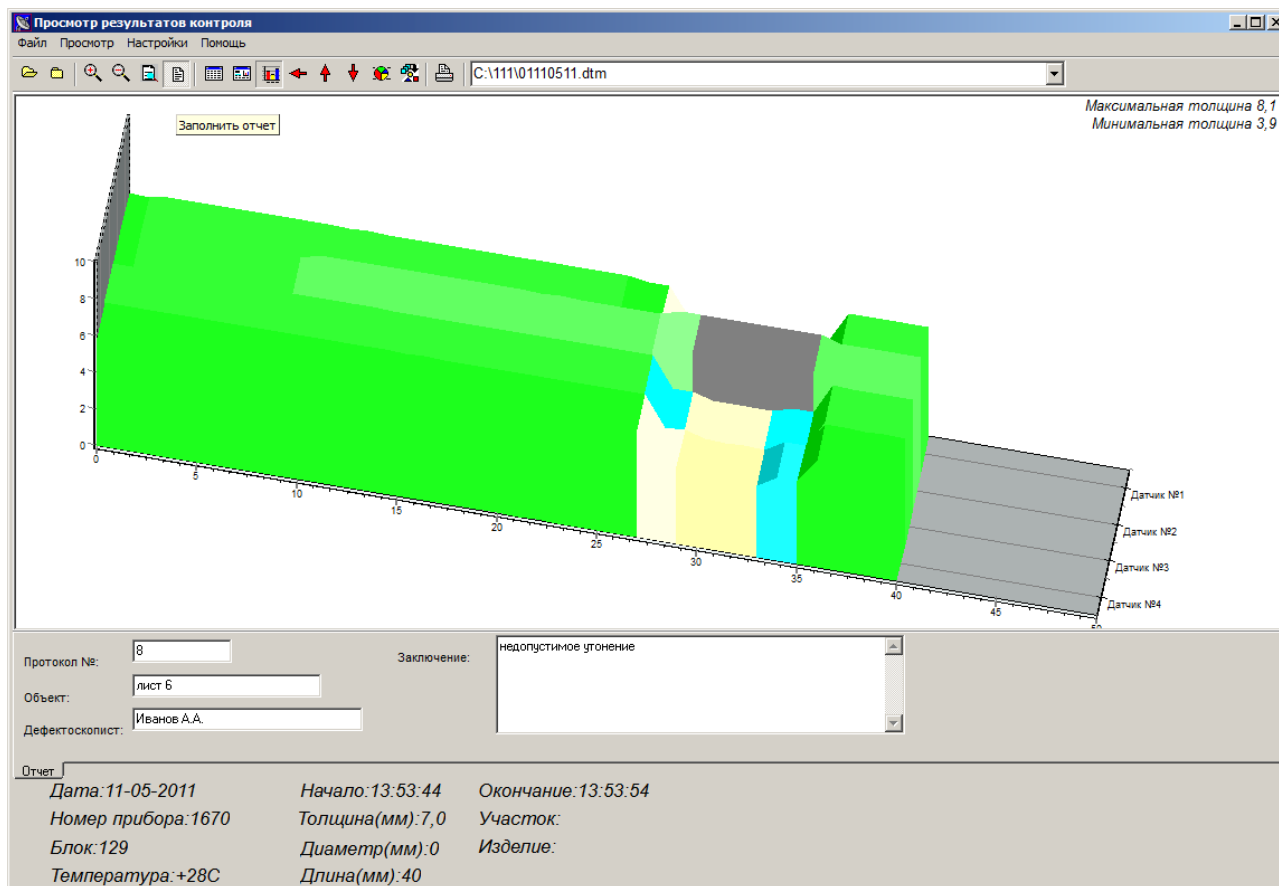 Просмотр результатов контроля
Файл Просмотр Настройки Помощь
C:\111\01110511.dtm
Максимальная толщина 8,1
Минимальная толщина 3,9
Заполнить отчет
10
8
6
4
2
0
0
5
10
15
20
25
30
35
40
45
50
Датчик №1
Датчик №2
Датчик №3
Датчик №4
Протокол №: 8
Объект: лист 6
Дефектоскопист: Иванов А.А.
Заключение: недопустимое утонение
Отчет
Дата:11-05-2011 Начало:13:53:44 Окончание:13:53:54
Номер прибора:1670 Толщина(мм):7,0 Участок:
Блок:129 Диаметр(мм):0 Изделие:
Температура:+28С Длина(мм):40